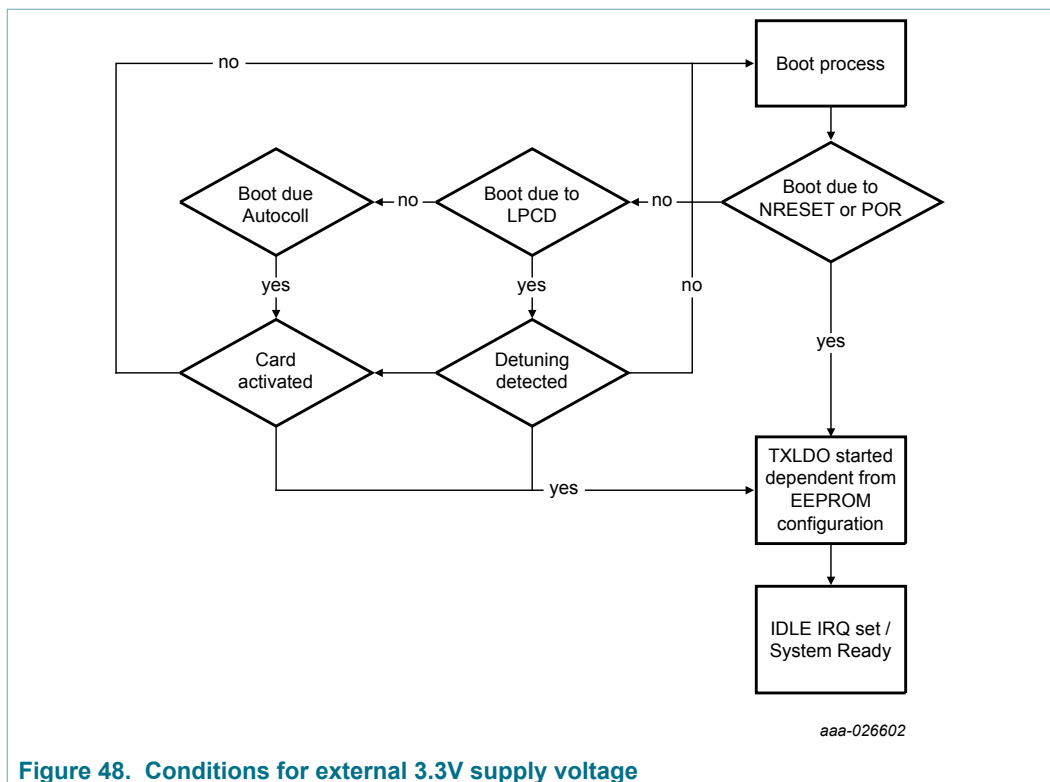 no
Boot process
Boot due
Autocoll
no
Boot due to
LPCD
no
Boot due to
NRESET or POR
yes
yes
no
yes
Card
activated
Detuning
detected
TXLDO started
dependent from
EEPROM
configuration
yes
IDLE IRQ set /
System Ready
aaa-026602
Figure 48. Conditions for external 3.3V supply voltage